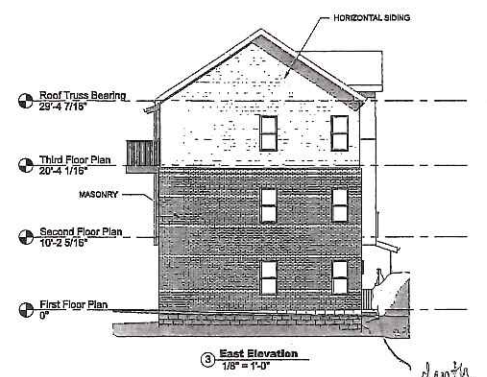 HORIZONTAL SIDING
Roof Truss Bearing
29'-4 7/16"
Third Floor Plan
20'-4 1/16"
MASONRY
Second Floor Plan
10'-2 5/16"
First Floor Plan
0"
3 East Elevation
1/8" = 1'-0"